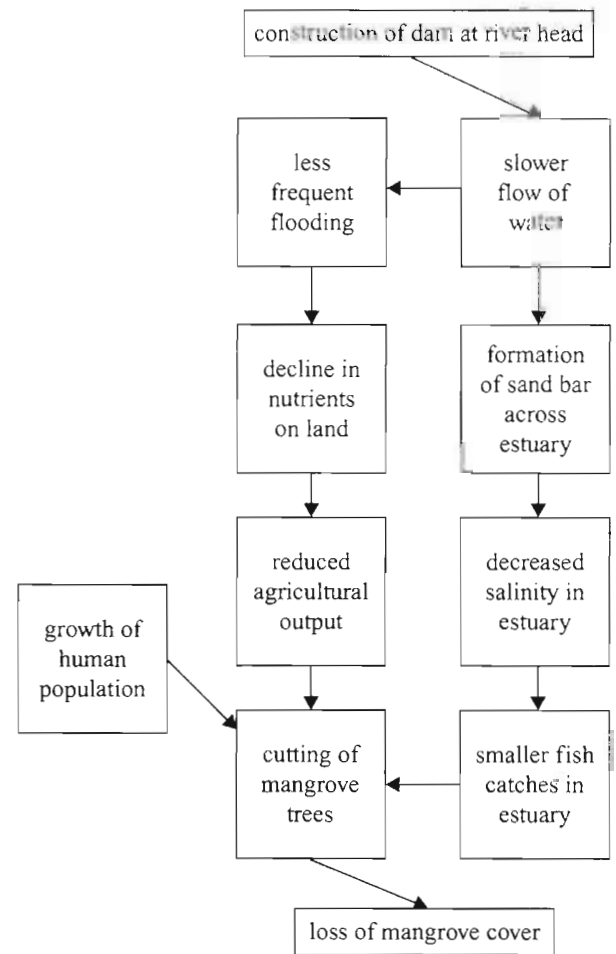 construction of dam at river head
less
frequent
flooding
slower
flow of
water
decline in
nutrients
on land
formation
of sand bar
across
estuary
reduced
agricultural
output
decreased
salinity in
estuary
growth of
human
population
cutting of
mangrove
trees
smaller fish
catches in
estuary
loss of mangrove cover